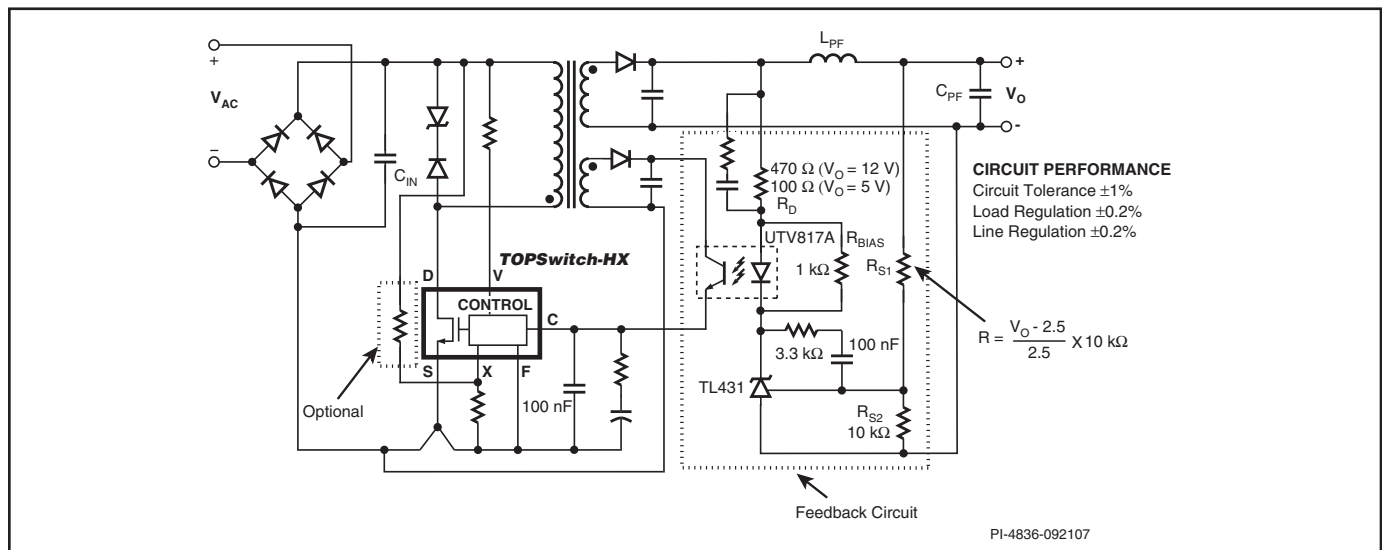 L_PF
+
+
V_AC
C_PF
V_O
–
-
C_IN
470 Ω (V_O = 12 V)
100 Ω (V_O = 5 V)
R_D
CIRCUIT PERFORMANCE
Circuit Tolerance ±1%
Load Regulation ±0.2%
Line Regulation ±0.2%
UTV817A
R_BIAS
1 kΩ
R_S1
TOPSwitch-HX
D
V
CONTROL
C
S
X
F
R = (V_O - 2.5)/2.5 X 10 kΩ
3.3 kΩ
100 nF
TL431
100 nF
Optional
R_S2
10 kΩ
Feedback Circuit
PI-4836-092107